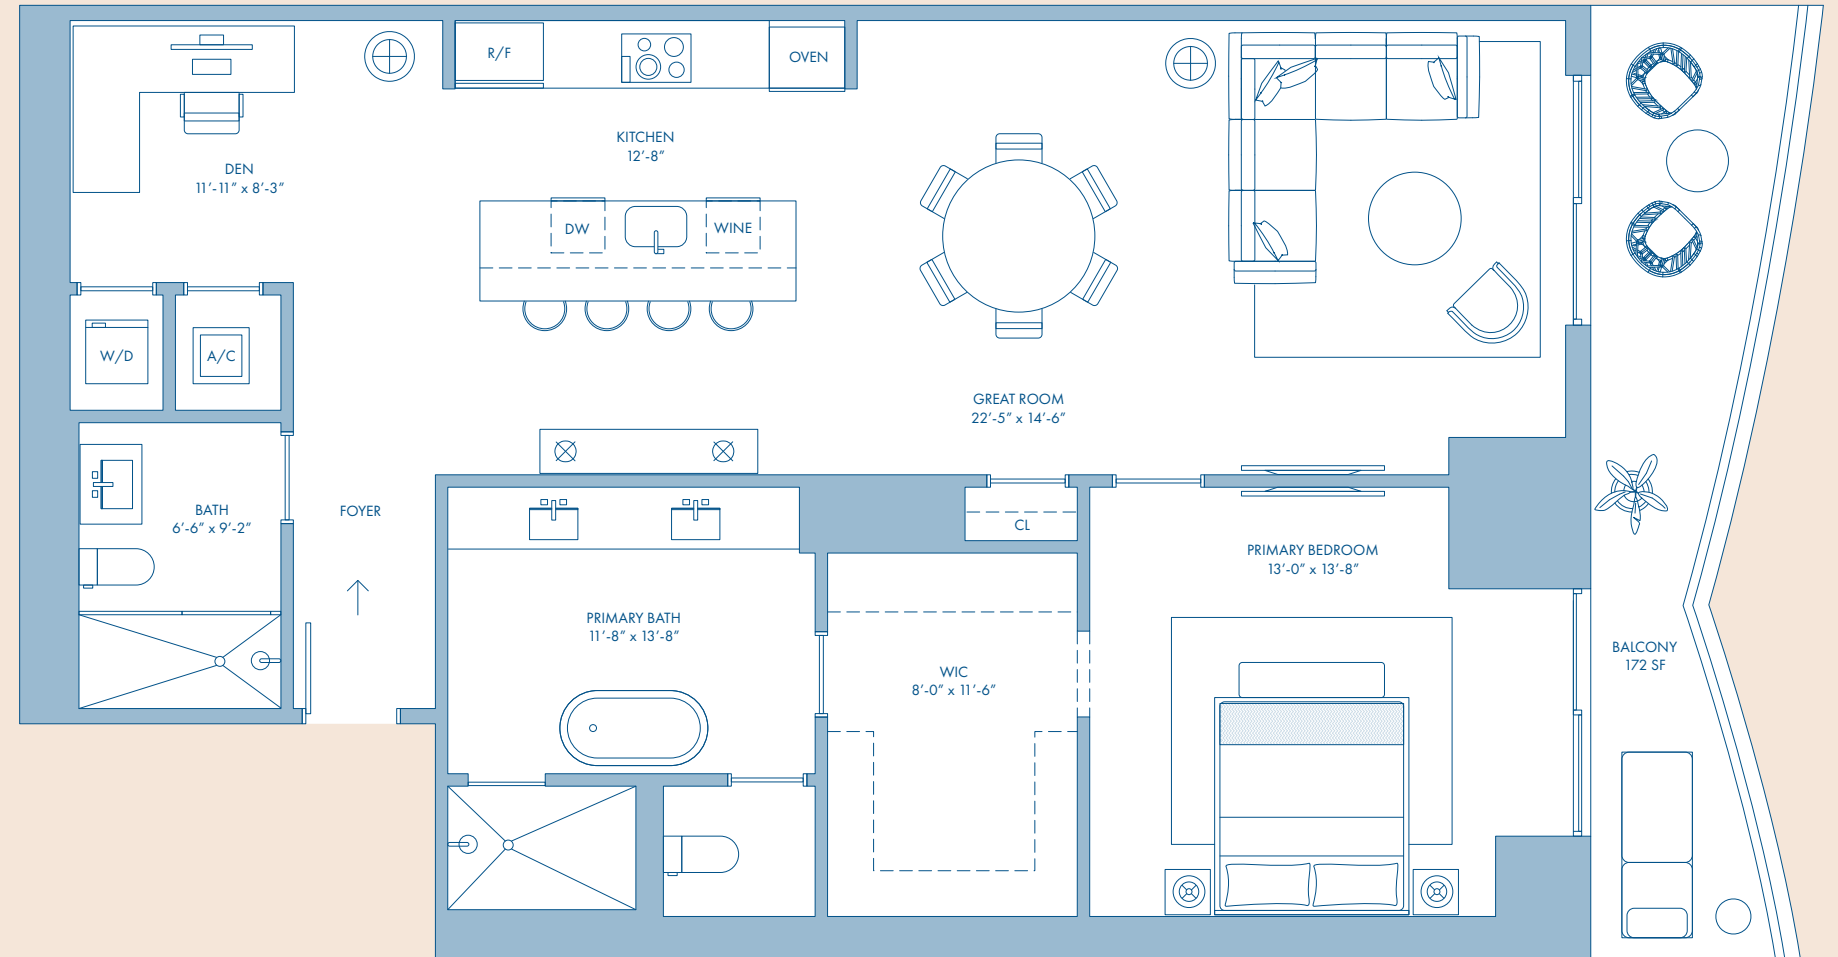 R/F
OVEN
KITCHEN
12'-8"
DEN
11'-11" x 8'-3"
DW
WINE
W/D
A/C
GREAT ROOM
22'-5" x 14'-6"
BATH
6'-6" x 9'-2"
FOYER
CL
PRIMARY BEDROOM
13'-0" x 13'-8"
PRIMARY BATH
11'-8" x 13'-8"
WIC
8'-0" x 11'-6"
BALCONY
172 SF